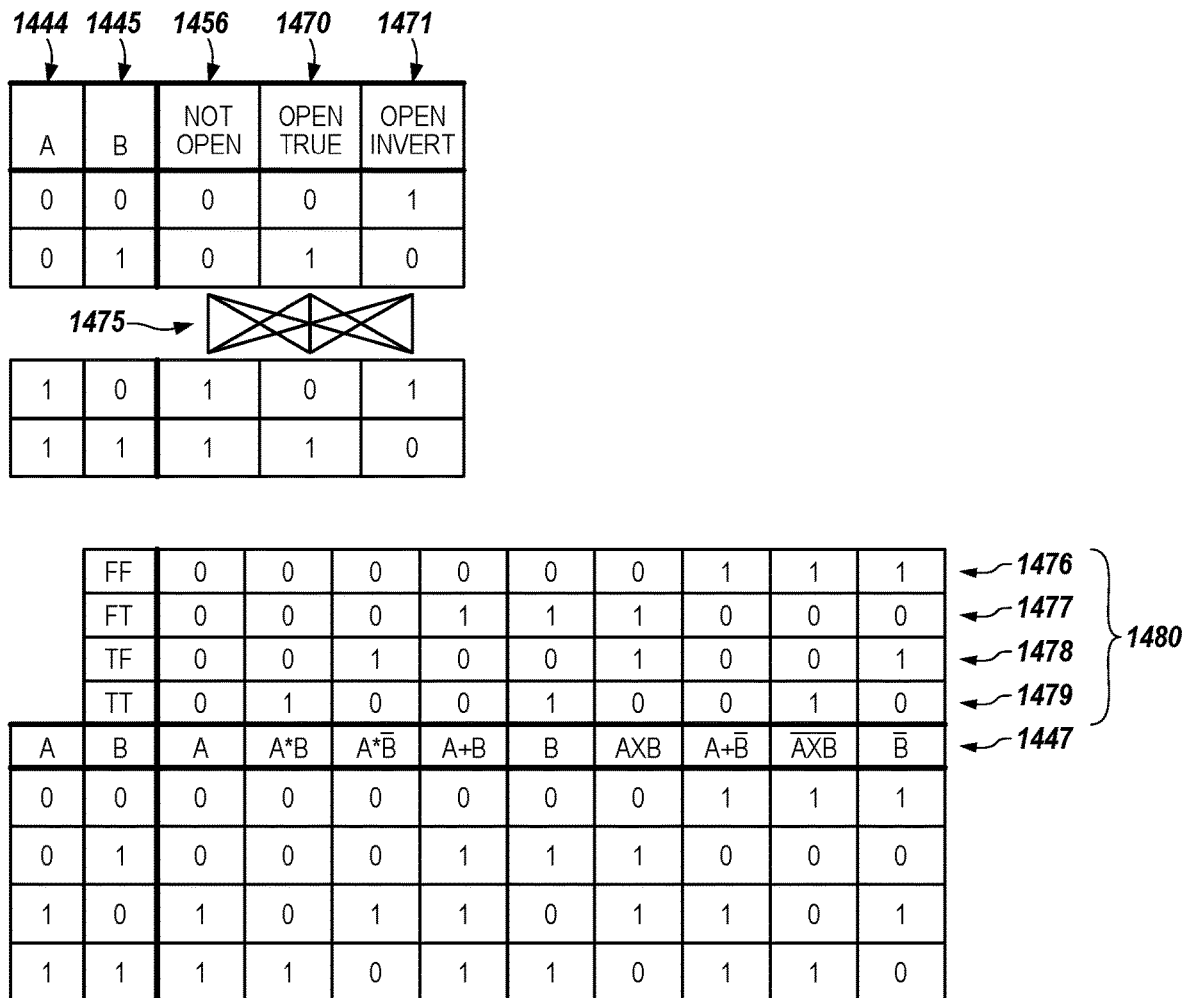 1444 1445 1456 1470 1471
A B NOT OPEN OPEN TRUE OPEN INVERT
0 0 0 0 1
0 1 0 1 0
1475
1 0 1 0 1
1 1 1 1 0
FF 0 0 0 0 0 0 1 1 1 1476
FT 0 0 0 1 1 1 0 0 0 1477
1480
TF 0 0 1 0 0 1 0 0 1 1478
TT 0 1 0 0 1 0 0 1 0 1479
A B A A*B A*B̅ A+B B AXB A+B̅ A̅X̅B̅ B̅ 1447
0 0 0 0 0 0 0 0 1 1 1
0 1 0 0 0 1 1 1 0 0 0
1 0 1 0 1 1 0 1 1 0 1
1 1 1 1 0 1 1 0 1 1 0